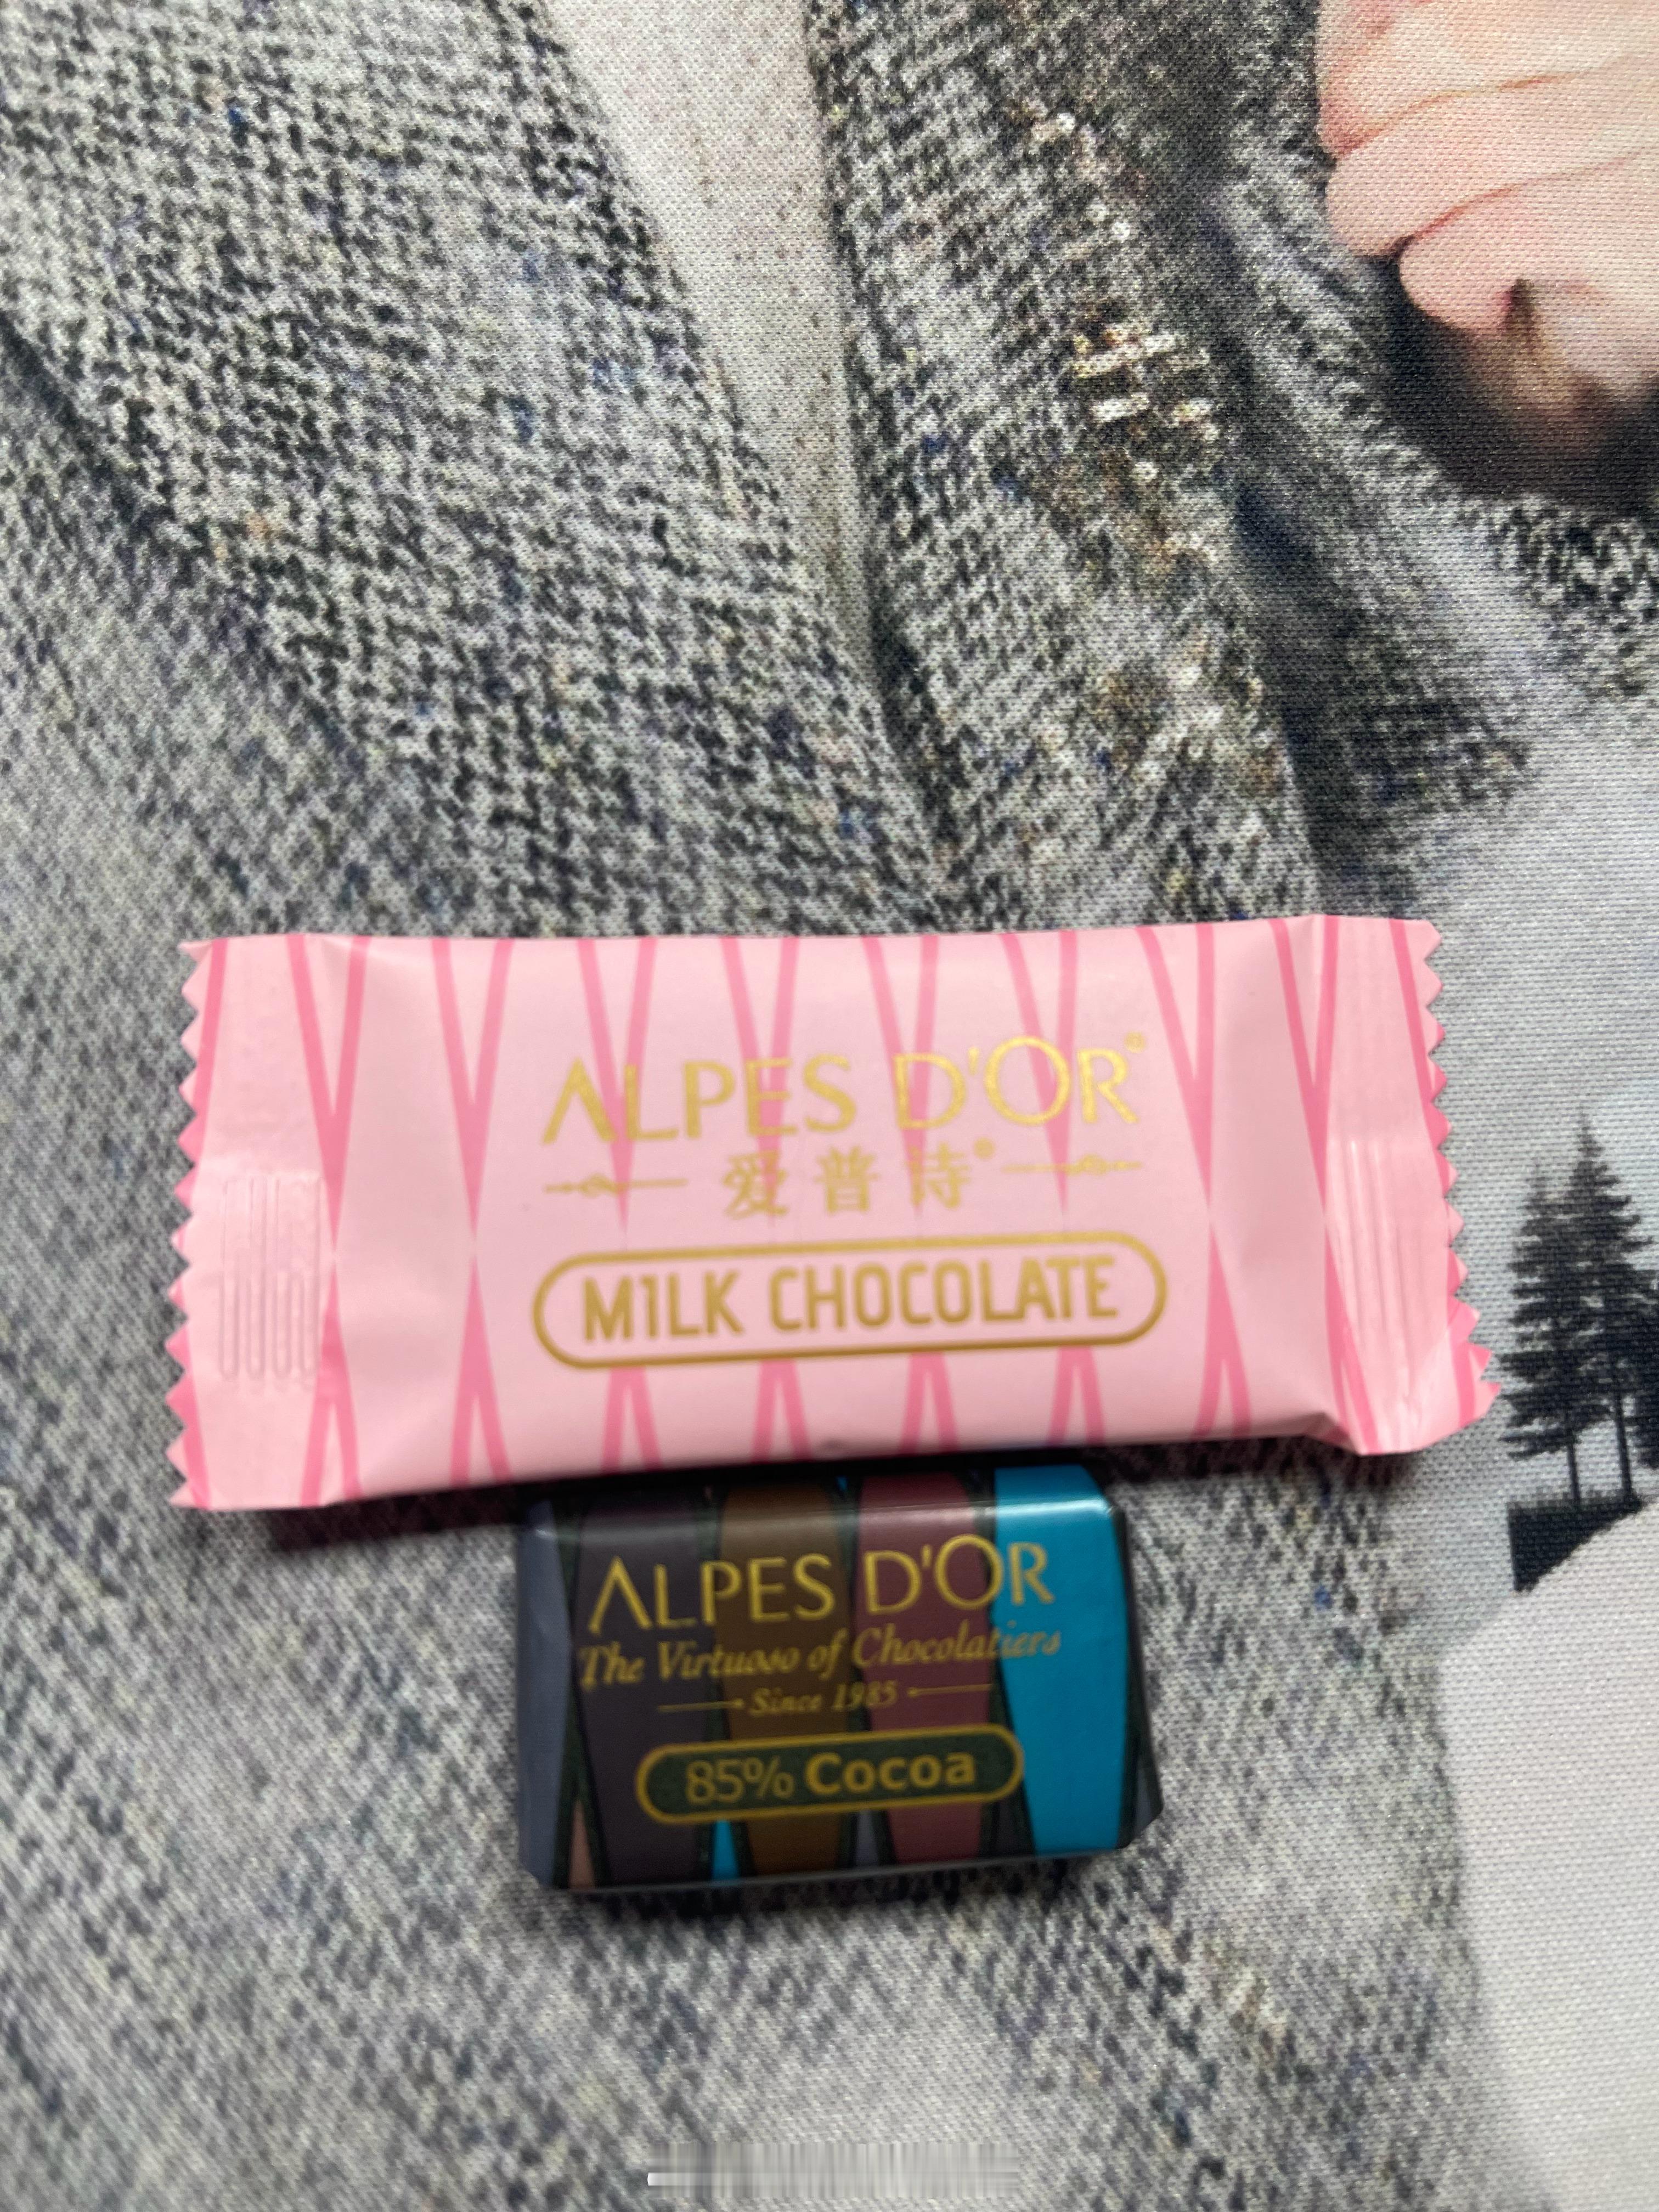 ALPES D'OR®
爱普诗®
MILK CHOCOLATE
ALPES D'OR
The Virtuoso of Chocolatiers
Since 1985
85% Cocoa